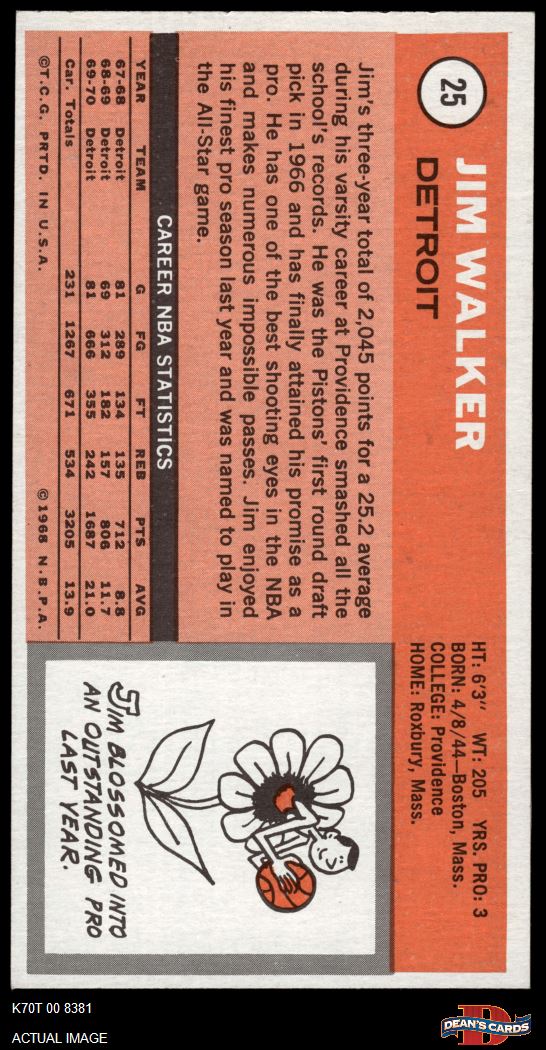 25
JIM WALKER
DETROIT
HT: 6'3" WT: 205 YRS. PRO: 3
BORN: 4/8/44—Boston, Mass.
COLLEGE: Providence
HOME: Roxbury, Mass.
Jim's three-year total of 2,045 points for a 25.2 average
during his varsity career at Providence smashed all the
school's records. He was the Pistons' first round draft
pick in 1966 and has finally attained his promise as a
pro. He has one of the best shooting eyes in the NBA
and makes numerous impossible passes. Jim enjoyed
his finest pro season last year and was named to play in
the All-Star game.
CAREER NBA STATISTICS
YEAR TEAM G FG FT REB PTS AVG
67-68 Detroit 81 289 134 135 712 8.8
68-69 Detroit 69 312 182 157 806 11.7
69-70 Detroit 81 666 355 242 1687 21.0
Car. Totals 231 1267 671 534 3205 13.9
©T.C.G. PRTD. IN U.S.A. ©1968 N.B.P.A.
JIM BLOSSOMED INTO
AN OUTSTANDING PRO
LAST YEAR.
K70T 00 8381
ACTUAL IMAGE
D
DEAN'S CARDS